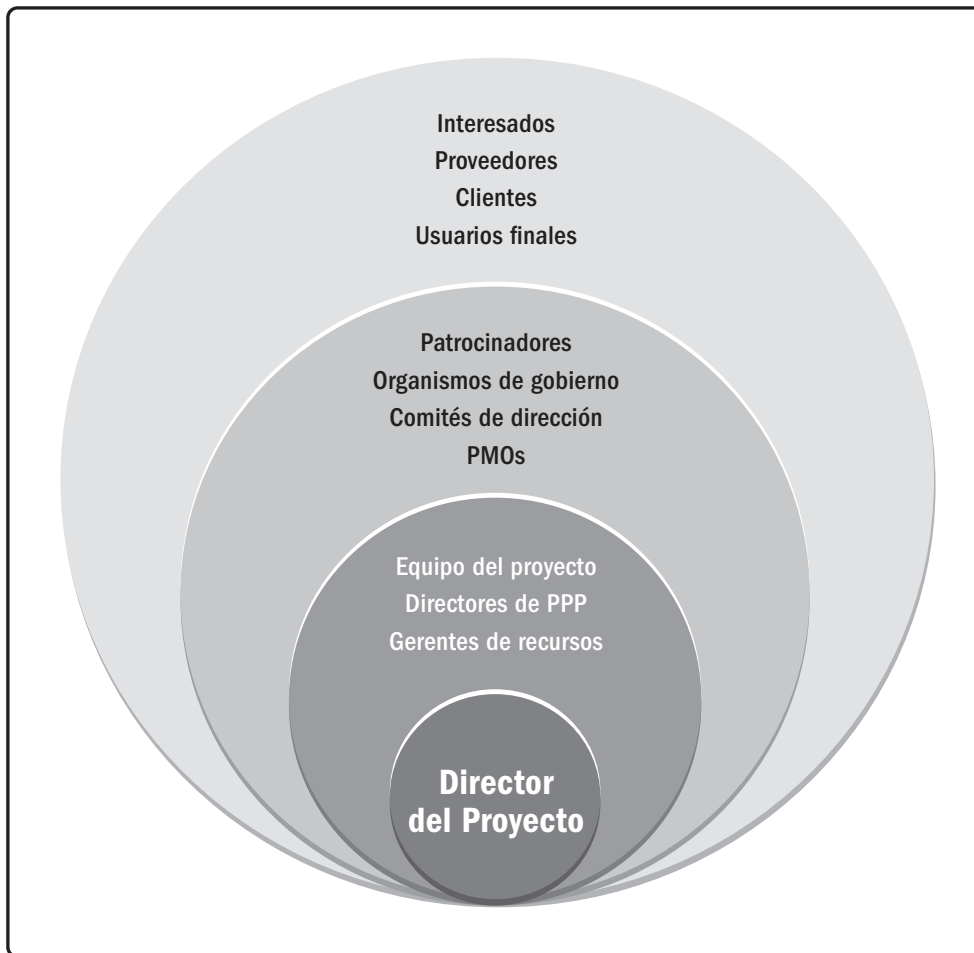 Interesados
Proveedores
Clientes
Usuarios finales
Patrocinadores
Organismos de gobierno
Comités de dirección
PMOs
Equipo del proyecto
Directores de PPP
Gerentes de recursos
Director
del Proyecto